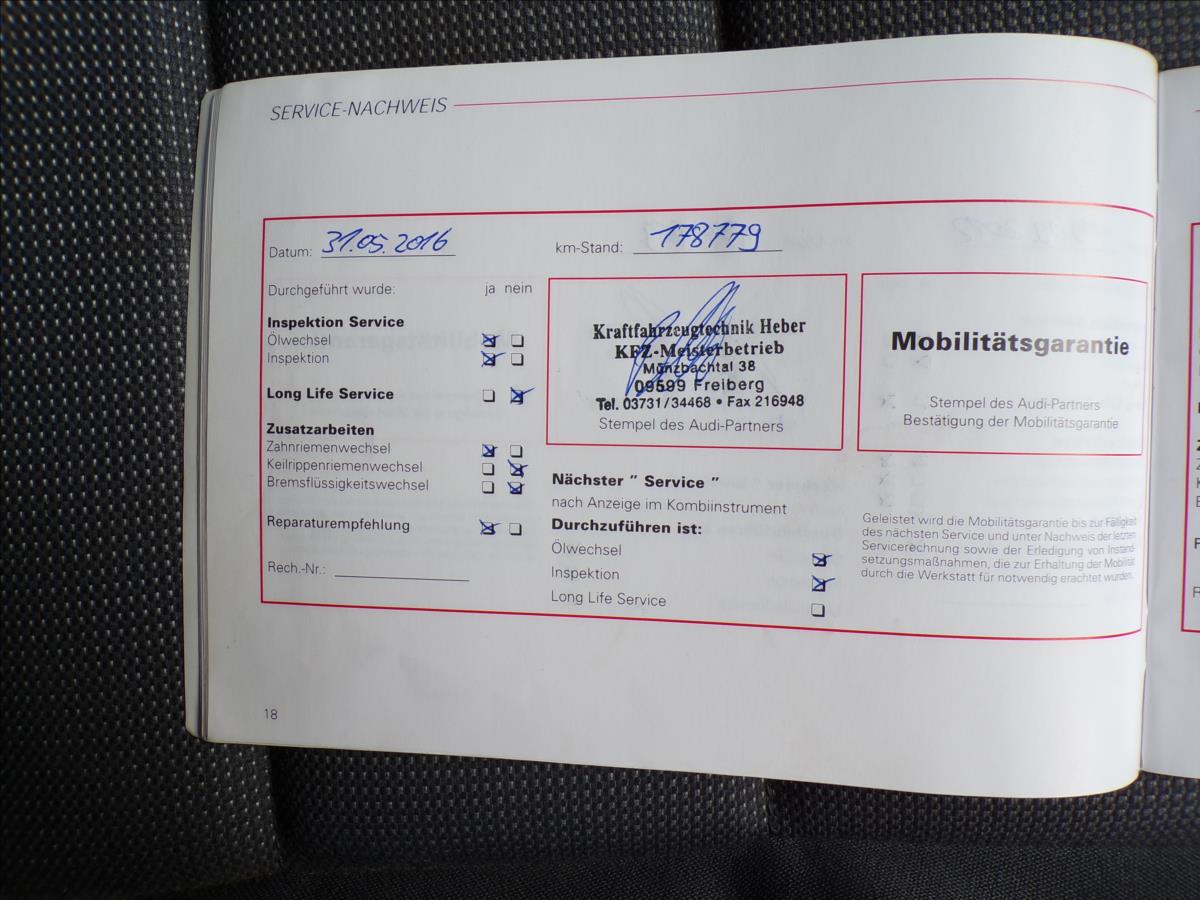 SERVICE-NACHWEIS
Datum: 31.05.2016
km-Stand: 178779
Durchgeführt wurde: ja nein
Inspektion Service
Ölwechsel
Inspektion
Long Life Service
Zusatzarbeiten
Zahnriemenwechsel
Keilrippenriemenwechsel
Bremsflüssigkeitswechsel
Reparaturempfehlung
Rech.-Nr.:
Kraftfahrzeugtechnik Heber
KFZ-Meisterbetrieb
Münzbachtal 38
09599 Freiberg
Tel. 03731/34468 • Fax 216948
Stempel des Audi-Partners
Nächster " Service "
nach Anzeige im Kombiinstrument
Durchzuführen ist:
Ölwechsel
Inspektion
Long Life Service
Mobilitätsgarantie
Stempel des Audi-Partners
Bestätigung der Mobilitätsgarantie
Geleistet wird die Mobilitätsgarantie bis zur Fälligkeit
des nächsten Service und unter Nachweis der letzten
Servicerechnung sowie der Erledigung von Instand-
setzungsmaßnahmen, die zur Erhaltung der Mobilität
durch die Werkstatt für notwendig erachtet wurden.
18